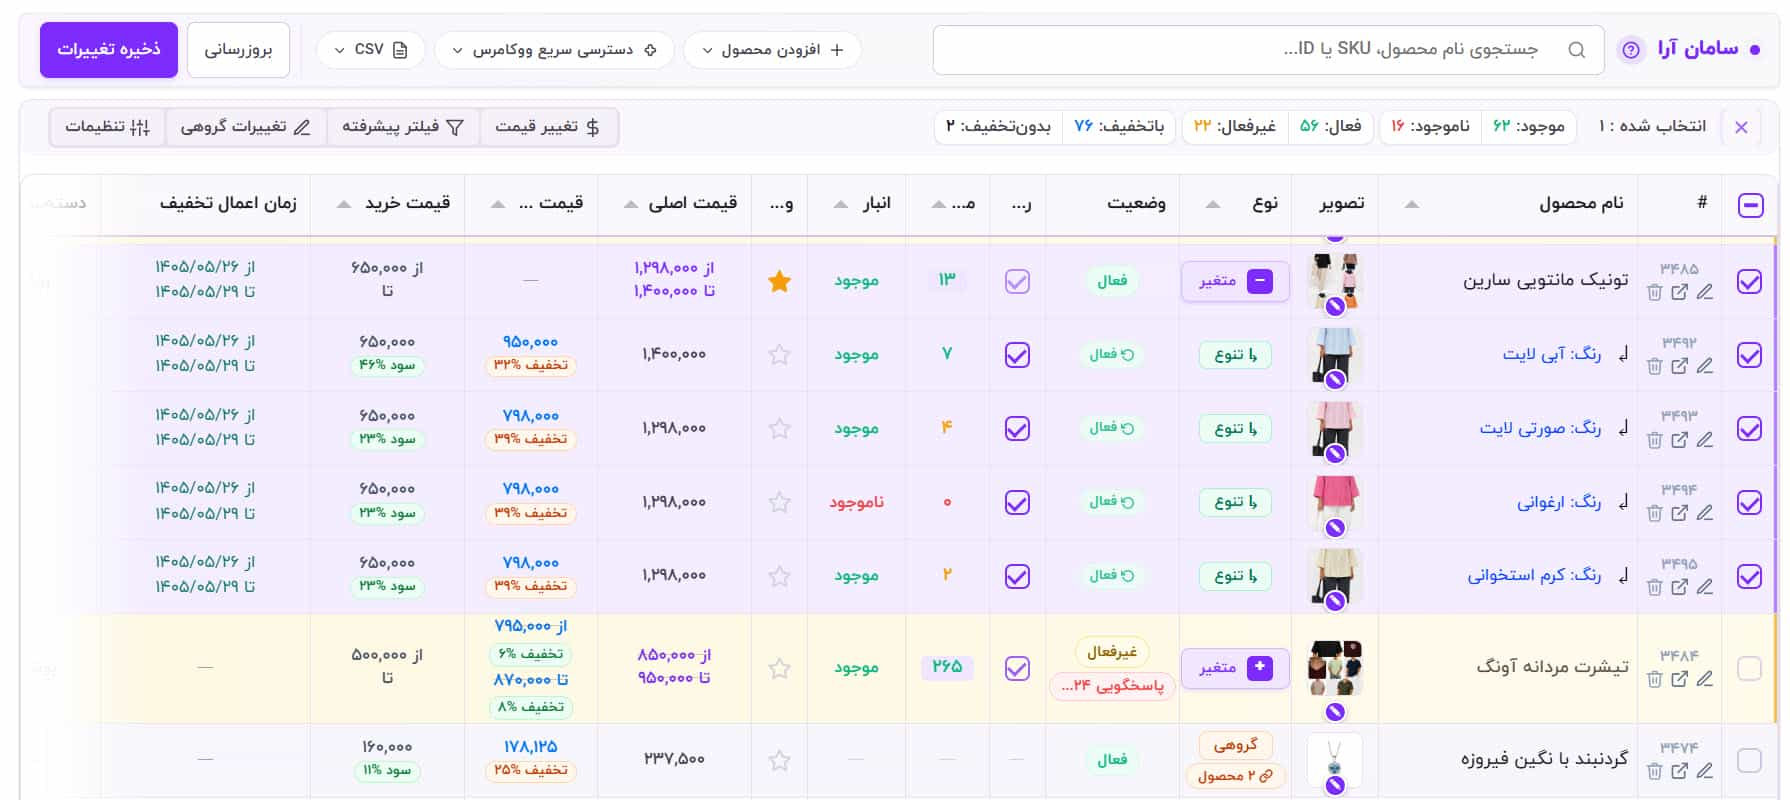 سامان آرا
جستجوی نام محصول، SKU یا ID...
افزودن محصول
دسترسی سریع ووکامرس
CSV
بروزرسانی
ذخیره تغییرات
انتخاب شده : ۱
موجود: ۶۲ ناموجود: ۱۶
فعال: ۵۶ غیرفعال: ۲۲
باتخفیف: ۷۶ بدون‌تخفیف: ۲
تغییر قیمت
فیلتر پیشرفته
تغییرات گروهی
تنظیمات
# نام محصول تصویر نوع وضعیت ر... م... انبار و... قیمت اصلی قیمت ... قیمت خرید زمان اعمال تخفیف دسته...
۳۴۸۵ تونیک مانتویی سارین متغیر فعال ۱۳ موجود از ۱,۲۹۸,۰۰۰ — از ۶۵۰,۰۰۰ از ۱۴۰۵/۰۵/۲۶
تا ۱,۴۰۰,۰۰۰ تا تا ۱۴۰۵/۰۵/۲۹
۳۴۹۲ رنگ: آبی لایت تنوع فعال ۷ موجود ۱,۴۰۰,۰۰۰ ۹۵۰,۰۰۰ ۶۵۰,۰۰۰ از ۱۴۰۵/۰۵/۲۶
تخفیف ۳۲% سود ۴۶% تا ۱۴۰۵/۰۵/۲۹
۳۴۹۳ رنگ: صورتی لایت تنوع فعال ۴ موجود ۱,۲۹۸,۰۰۰ ۷۹۸,۰۰۰ ۶۵۰,۰۰۰ از ۱۴۰۵/۰۵/۲۶
تخفیف ۳۹% سود ۲۳% تا ۱۴۰۵/۰۵/۲۹
۳۴۹۴ رنگ: ارغوانی تنوع فعال ۰ ناموجود ۱,۲۹۸,۰۰۰ ۷۹۸,۰۰۰ ۶۵۰,۰۰۰ از ۱۴۰۵/۰۵/۲۶
تخفیف ۳۹% سود ۲۳% تا ۱۴۰۵/۰۵/۲۹
۳۴۹۵ رنگ: کرم استخوانی تنوع فعال ۲ موجود ۱,۲۹۸,۰۰۰ ۷۹۸,۰۰۰ ۶۵۰,۰۰۰ از ۱۴۰۵/۰۵/۲۶
تخفیف ۳۹% سود ۲۳% تا ۱۴۰۵/۰۵/۲۹
۳۴۸۴ تیشرت مردانه آونگ متغیر غیرفعال ۲۶۵ موجود از ۸۵۰,۰۰۰ از ۷۹۵,۰۰۰ از ۵۰۰,۰۰۰ —
پاسخگویی ۲۴... تا ۹۵۰,۰۰۰ تخفیف ۶% تا
تا ۸۷۰,۰۰۰
تخفیف ۸%
۳۴۷۴ گردنبند با نگین فیروزه گروهی فعال — — — ۲۳۷,۵۰۰ ۱۷۸,۱۲۵ ۱۶۰,۰۰۰ —
۲ محصول تخفیف ۲۵% سود ۱۱%